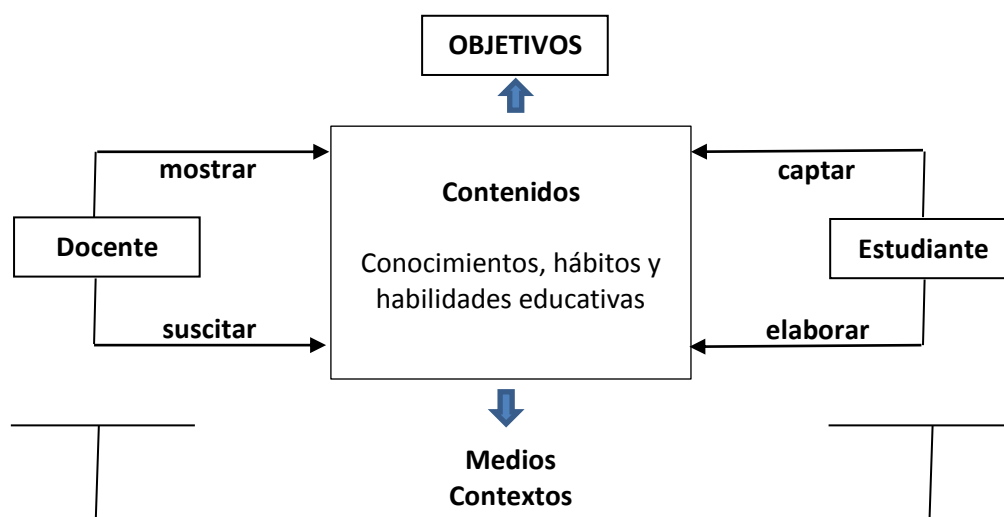 OBJETIVOS
mostrar
captar
Contenidos
Docente
Estudiante
Conocimientos, hábitos y
habilidades educativas
suscitar
elaborar
Medios
Contextos